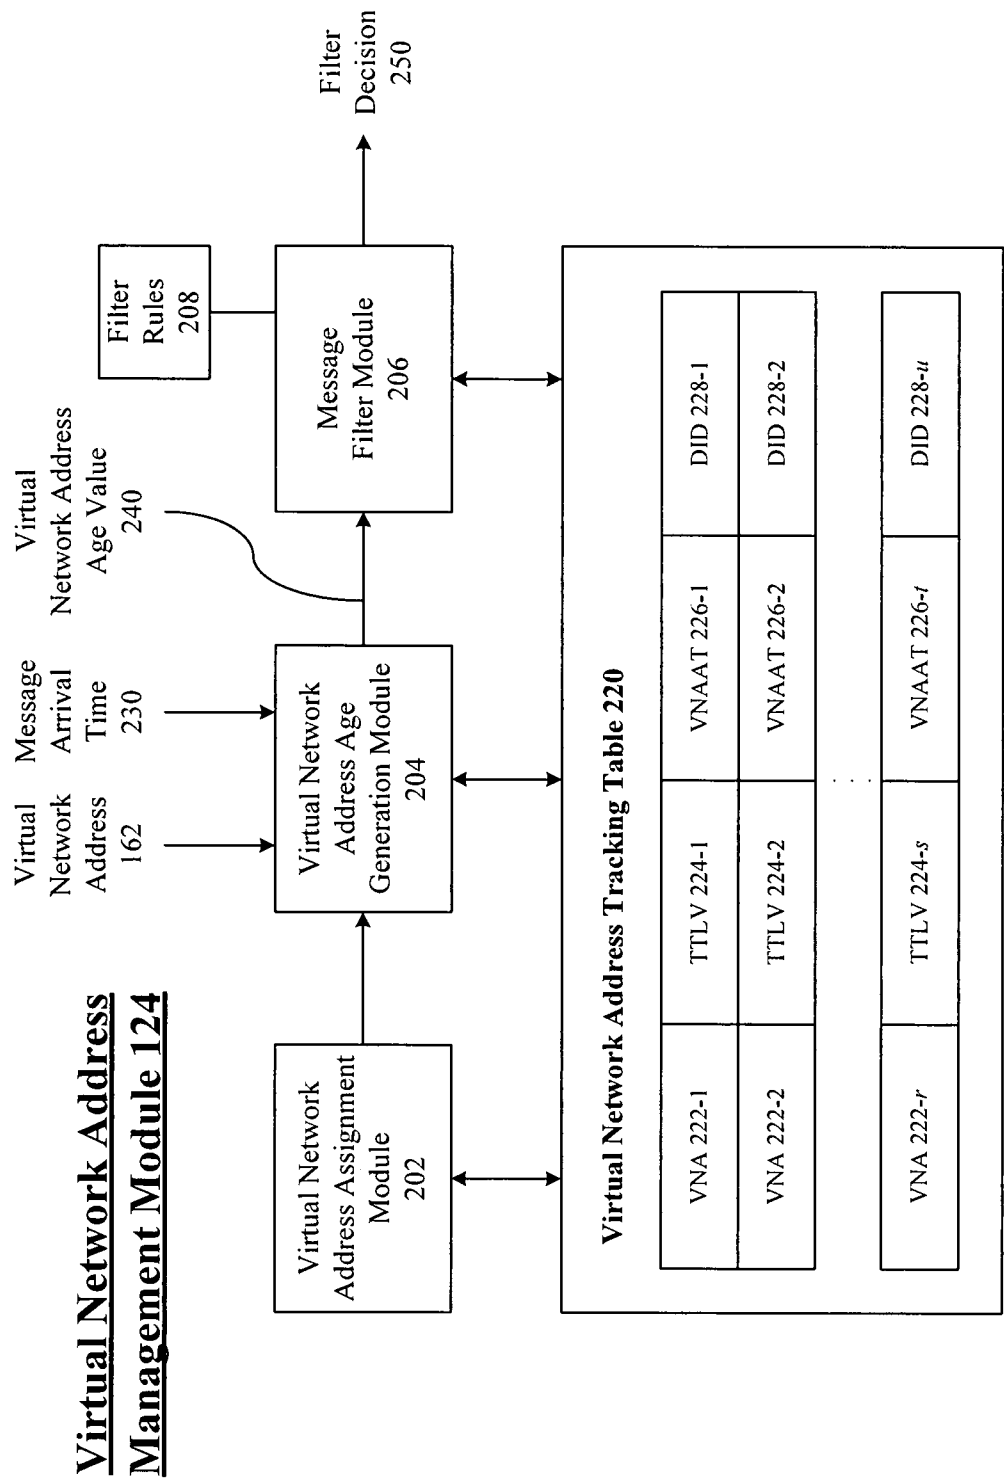 Virtual Network Address
Management Module 124
Virtual
Network
Address
162
Message
Arrival
Time
230
Virtual
Network Address
Age Value
240
Filter
Rules
208
Filter
Decision
250
Virtual Network
Address Assignment
Module
202
Virtual Network
Address Age
Generation Module
204
Message
Filter Module
206
Virtual Network Address Tracking Table 220
VNA 222-1
TTLV 224-1
VNAAT 226-1
DID 228-1
VNA 222-2
TTLV 224-2
VNAAT 226-2
DID 228-2
. . .
VNA 222-r
TTLV 224-s
VNAAT 226-t
DID 228-u